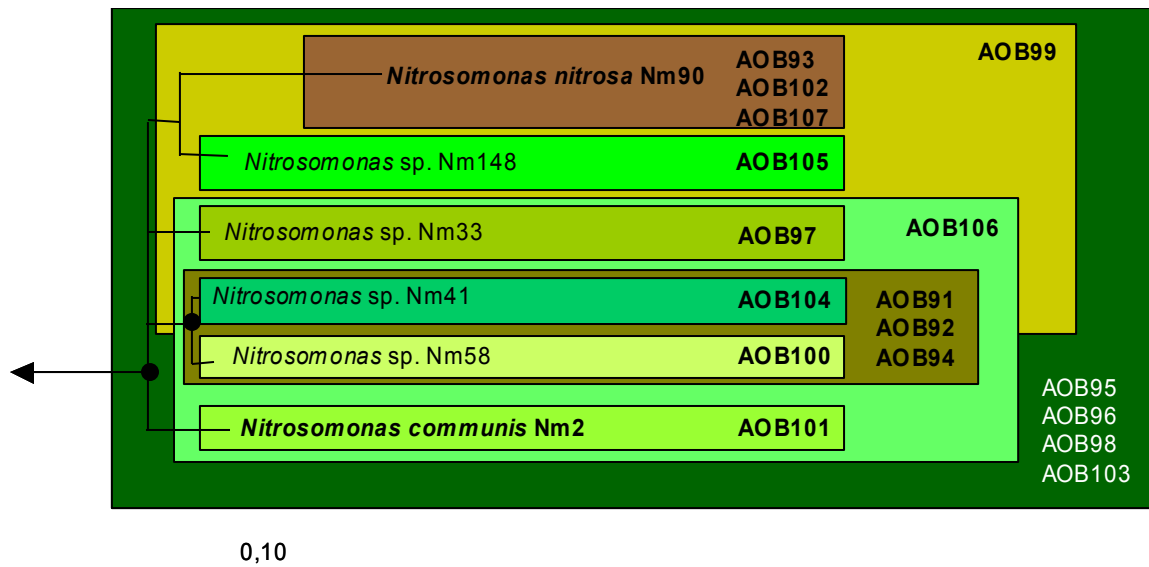 AOB99
Nitrosomonas nitrosa Nm90
AOB93
AOB102
AOB107
Nitrosomonas sp. Nm148 AOB105
Nitrosomonas sp. Nm33 AOB97
AOB106
Nitrosomonas sp. Nm41 AOB104
AOB91
AOB92
AOB94
Nitrosomonas sp. Nm58 AOB100
AOB95
AOB96
AOB98
AOB103
Nitrosomonas communis Nm2 AOB101
0,10